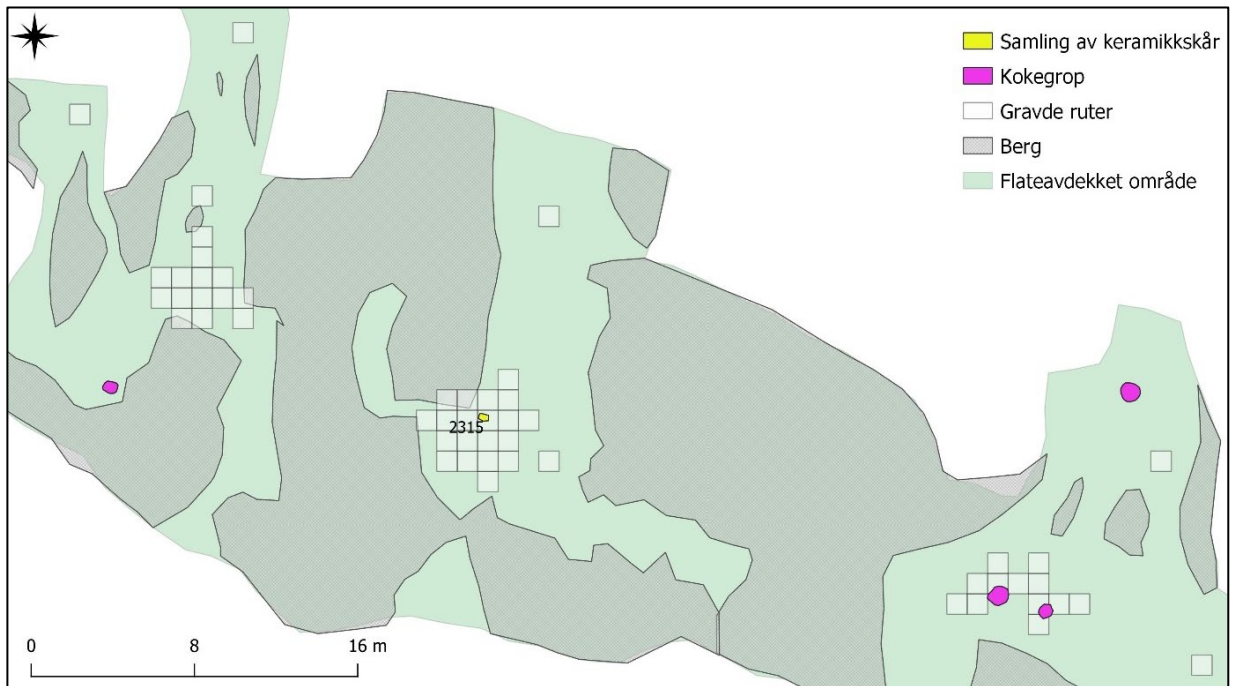 Samling av keramikkskår
Kokegrop
Gravde ruter
Berg
Flateavdekket område
2315
0 8 16 m